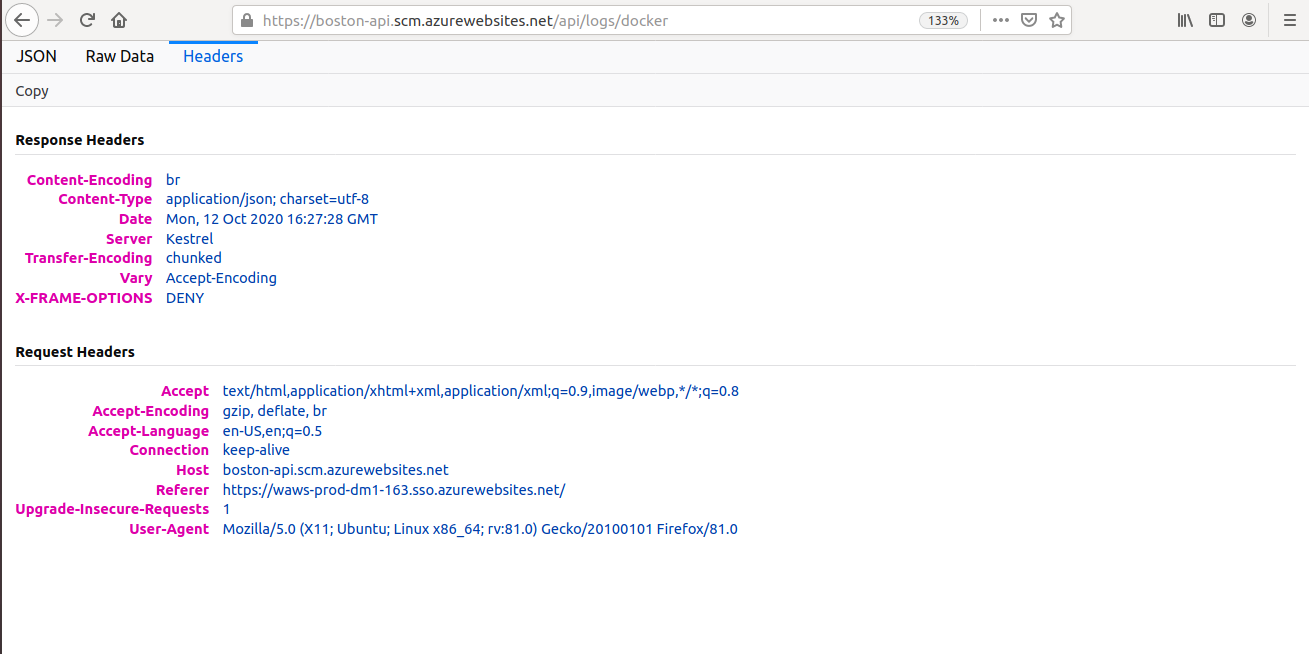 https://boston-api.scm.azurewebsites.net/api/logs/docker 133%
JSON Raw Data Headers
Copy
Response Headers
Content-Encoding br
Content-Type application/json; charset=utf-8
Date Mon, 12 Oct 2020 16:27:28 GMT
Server Kestrel
Transfer-Encoding chunked
Vary Accept-Encoding
X-FRAME-OPTIONS DENY
Request Headers
Accept text/html,application/xhtml+xml,application/xml;q=0.9,image/webp,*/*;q=0.8
Accept-Encoding gzip, deflate, br
Accept-Language en-US,en;q=0.5
Connection keep-alive
Host boston-api.scm.azurewebsites.net
Referer https://waws-prod-dm1-163.sso.azurewebsites.net/
Upgrade-Insecure-Requests 1
User-Agent Mozilla/5.0 (X11; Ubuntu; Linux x86_64; rv:81.0) Gecko/20100101 Firefox/81.0